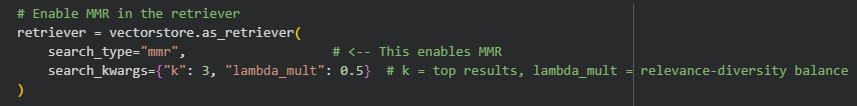 # Enable MMR in the retriever
retriever = vectorstore.as_retriever(
    search_type="mmr",                  # <-- This enables MMR
    search_kwargs={"k": 3, "lambda_mult": 0.5}  # k = top results, lambda_mult = relevance-diversity balance
)